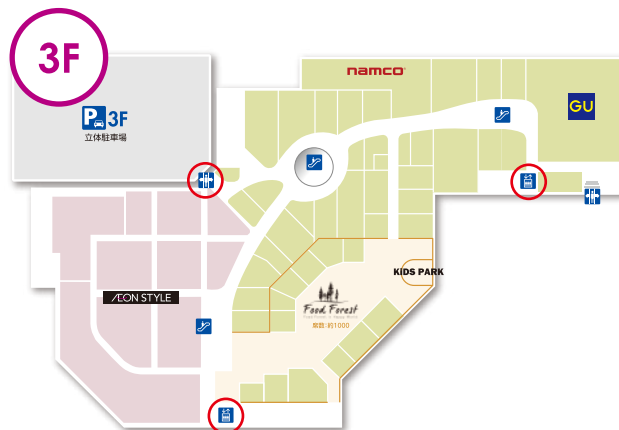 3F
namco
GU
P 3F
立体駐車場
KIDS PARK
ÆON STYLE
Food Forest
席数:約1000